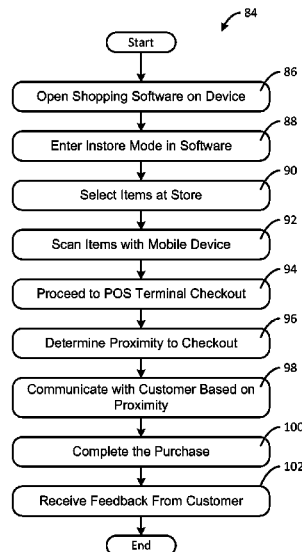 84
Start
86
Open Shopping Software on Device
88
Enter Instore Mode in Software
90
Select Items at Store
92
Scan Items with Mobile Device
94
Proceed to POS Terminal Checkout
96
Determine Proximity to Checkout
98
Communicate with Customer Based on
Proximity
100
Complete the Purchase
102
Receive Feedback From Customer
End